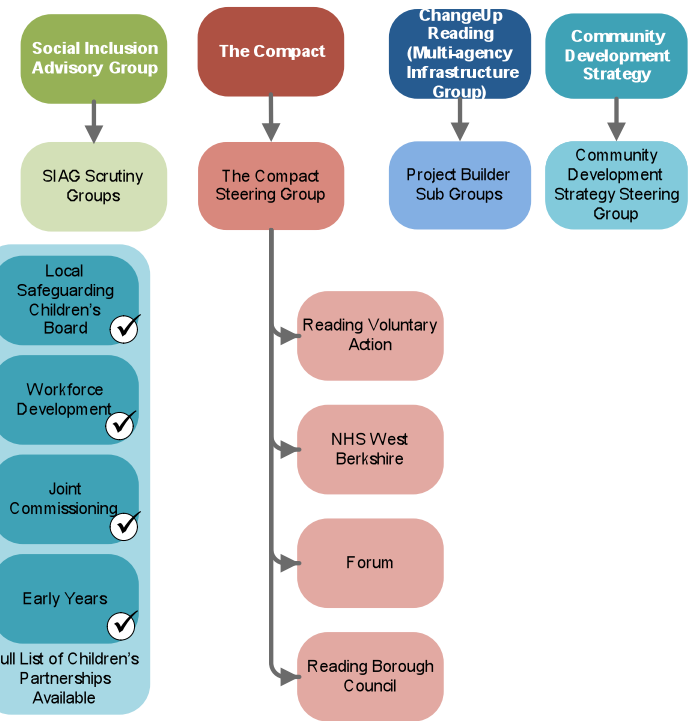 Social Inclusion
Advisory Group
The Compact
ChangeUp
Reading
(Multi-agency
Infrastructure
Group)
Community
Development
Strategy
SIAG Scrutiny
Groups
The Compact
Steering Group
Project Builder
Sub Groups
Community
Development
Strategy Steering
Group
Local
Safeguarding
Children's
Board
Workforce
Development
Joint
Commissioning
Early Years
ull List of Children's
Partnerships
Available
Reading Voluntary
Action
NHS West
Berkshire
Forum
Reading Borough
Council